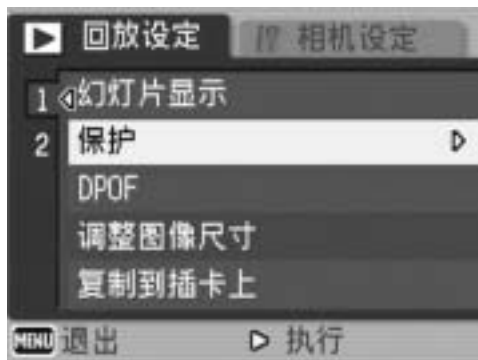 回放设定 相机设定
1 幻灯片显示
2 保护
DPOF
调整图像尺寸
复制到插卡上
MENU 退出 执行